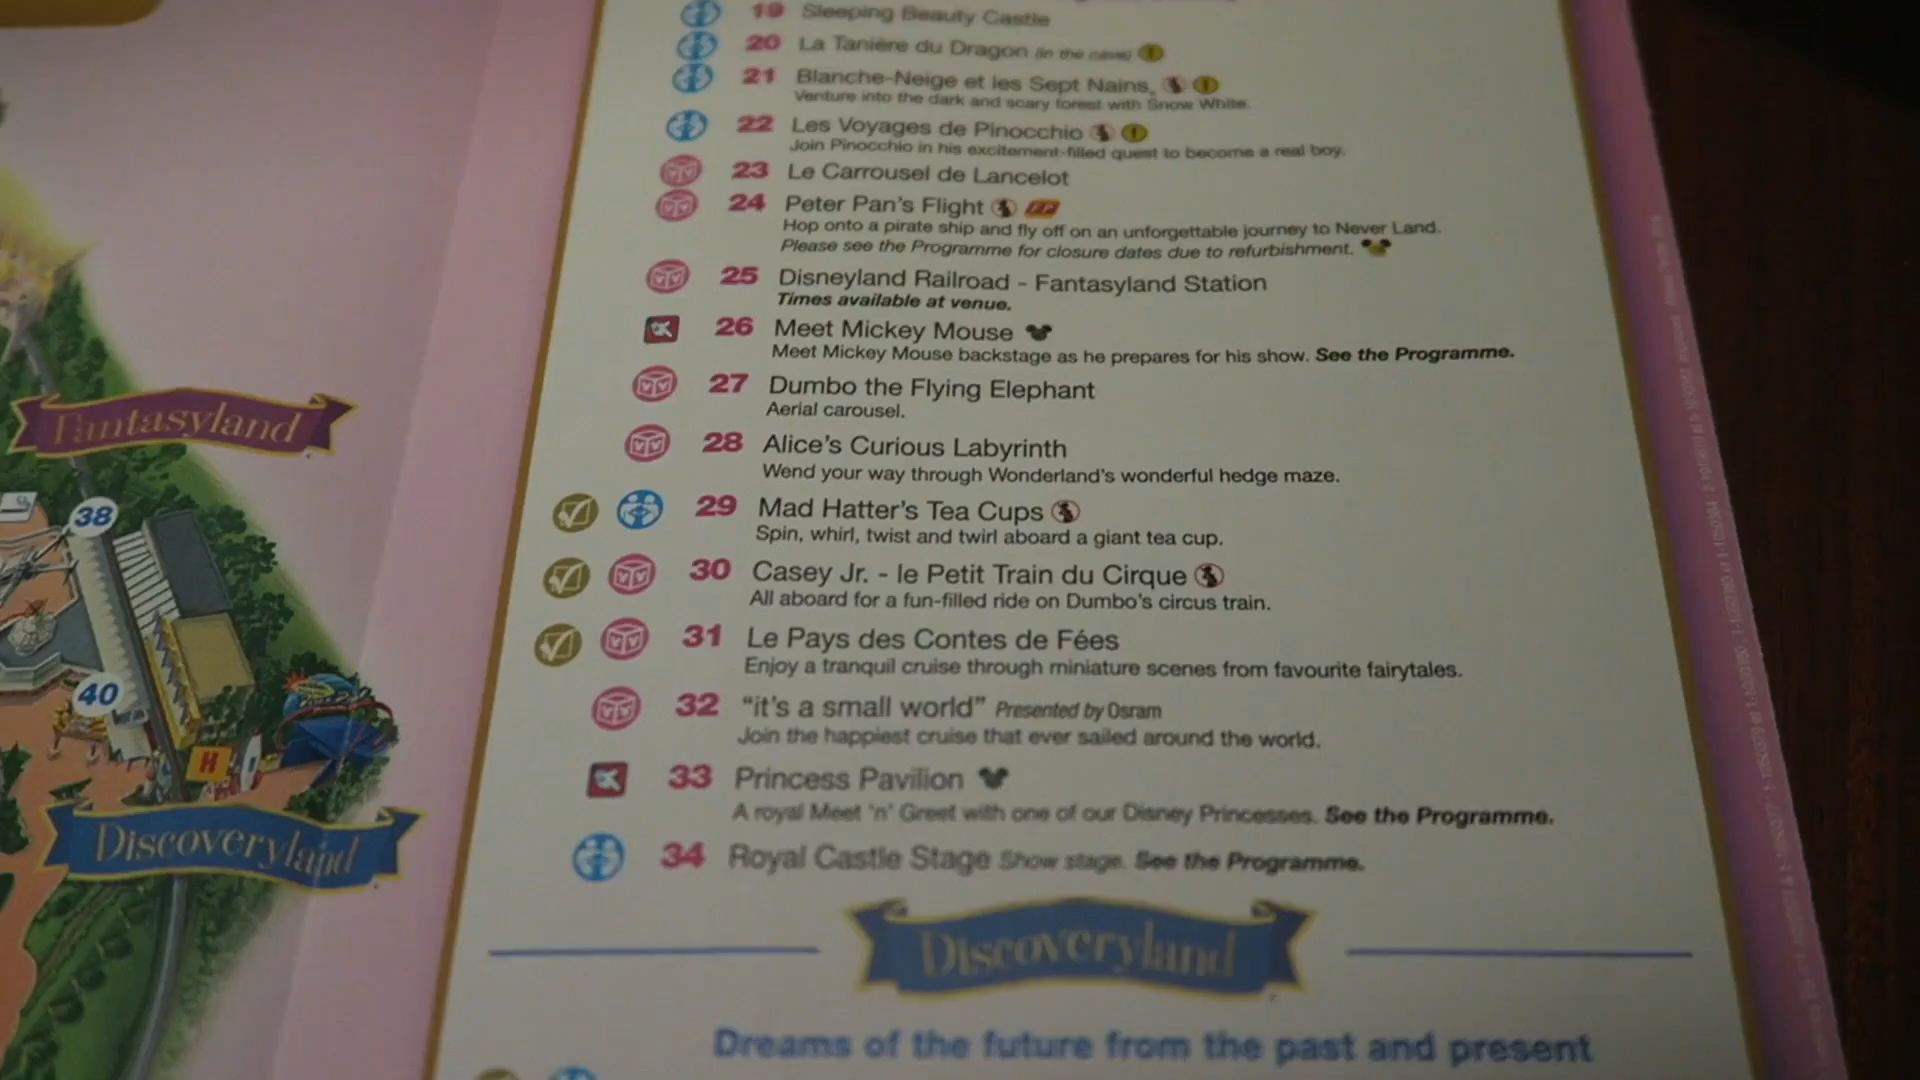 19 Sleeping Beauty Castle
20 La Tanière du Dragon (in the cave)
21 Blanche-Neige et les Sept Nains,
Venture into the dark and scary forest with Snow White.
22 Les Voyages de Pinocchio
Join Pinocchio in his excitement-filled quest to become a real boy.
23 Le Carrousel de Lancelot
24 Peter Pan's Flight FP
Hop onto a pirate ship and fly off on an unforgettable journey to Never Land.
Please see the Programme for closure dates due to refurbishment.
25 Disneyland Railroad - Fantasyland Station
Times available at venue.
26 Meet Mickey Mouse
Meet Mickey Mouse backstage as he prepares for his show. See the Programme.
27 Dumbo the Flying Elephant
Aerial carousel.
28 Alice's Curious Labyrinth
Wend your way through Wonderland's wonderful hedge maze.
29 Mad Hatter's Tea Cups
Spin, whirl, twist and twirl aboard a giant tea cup.
30 Casey Jr. - le Petit Train du Cirque
All aboard for a fun-filled ride on Dumbo's circus train.
31 Le Pays des Contes de Fées
Enjoy a tranquil cruise through miniature scenes from favourite fairytales.
32 "it's a small world" Presented by Osram
Join the happiest cruise that ever sailed around the world.
33 Princess Pavilion
A royal Meet 'n' Greet with one of our Disney Princesses. See the Programme.
34 Royal Castle Stage Show stage. See the Programme.
Discoveryland
Dreams of the future from the past and present
Fantasyland
38
40
H
Discoveryland